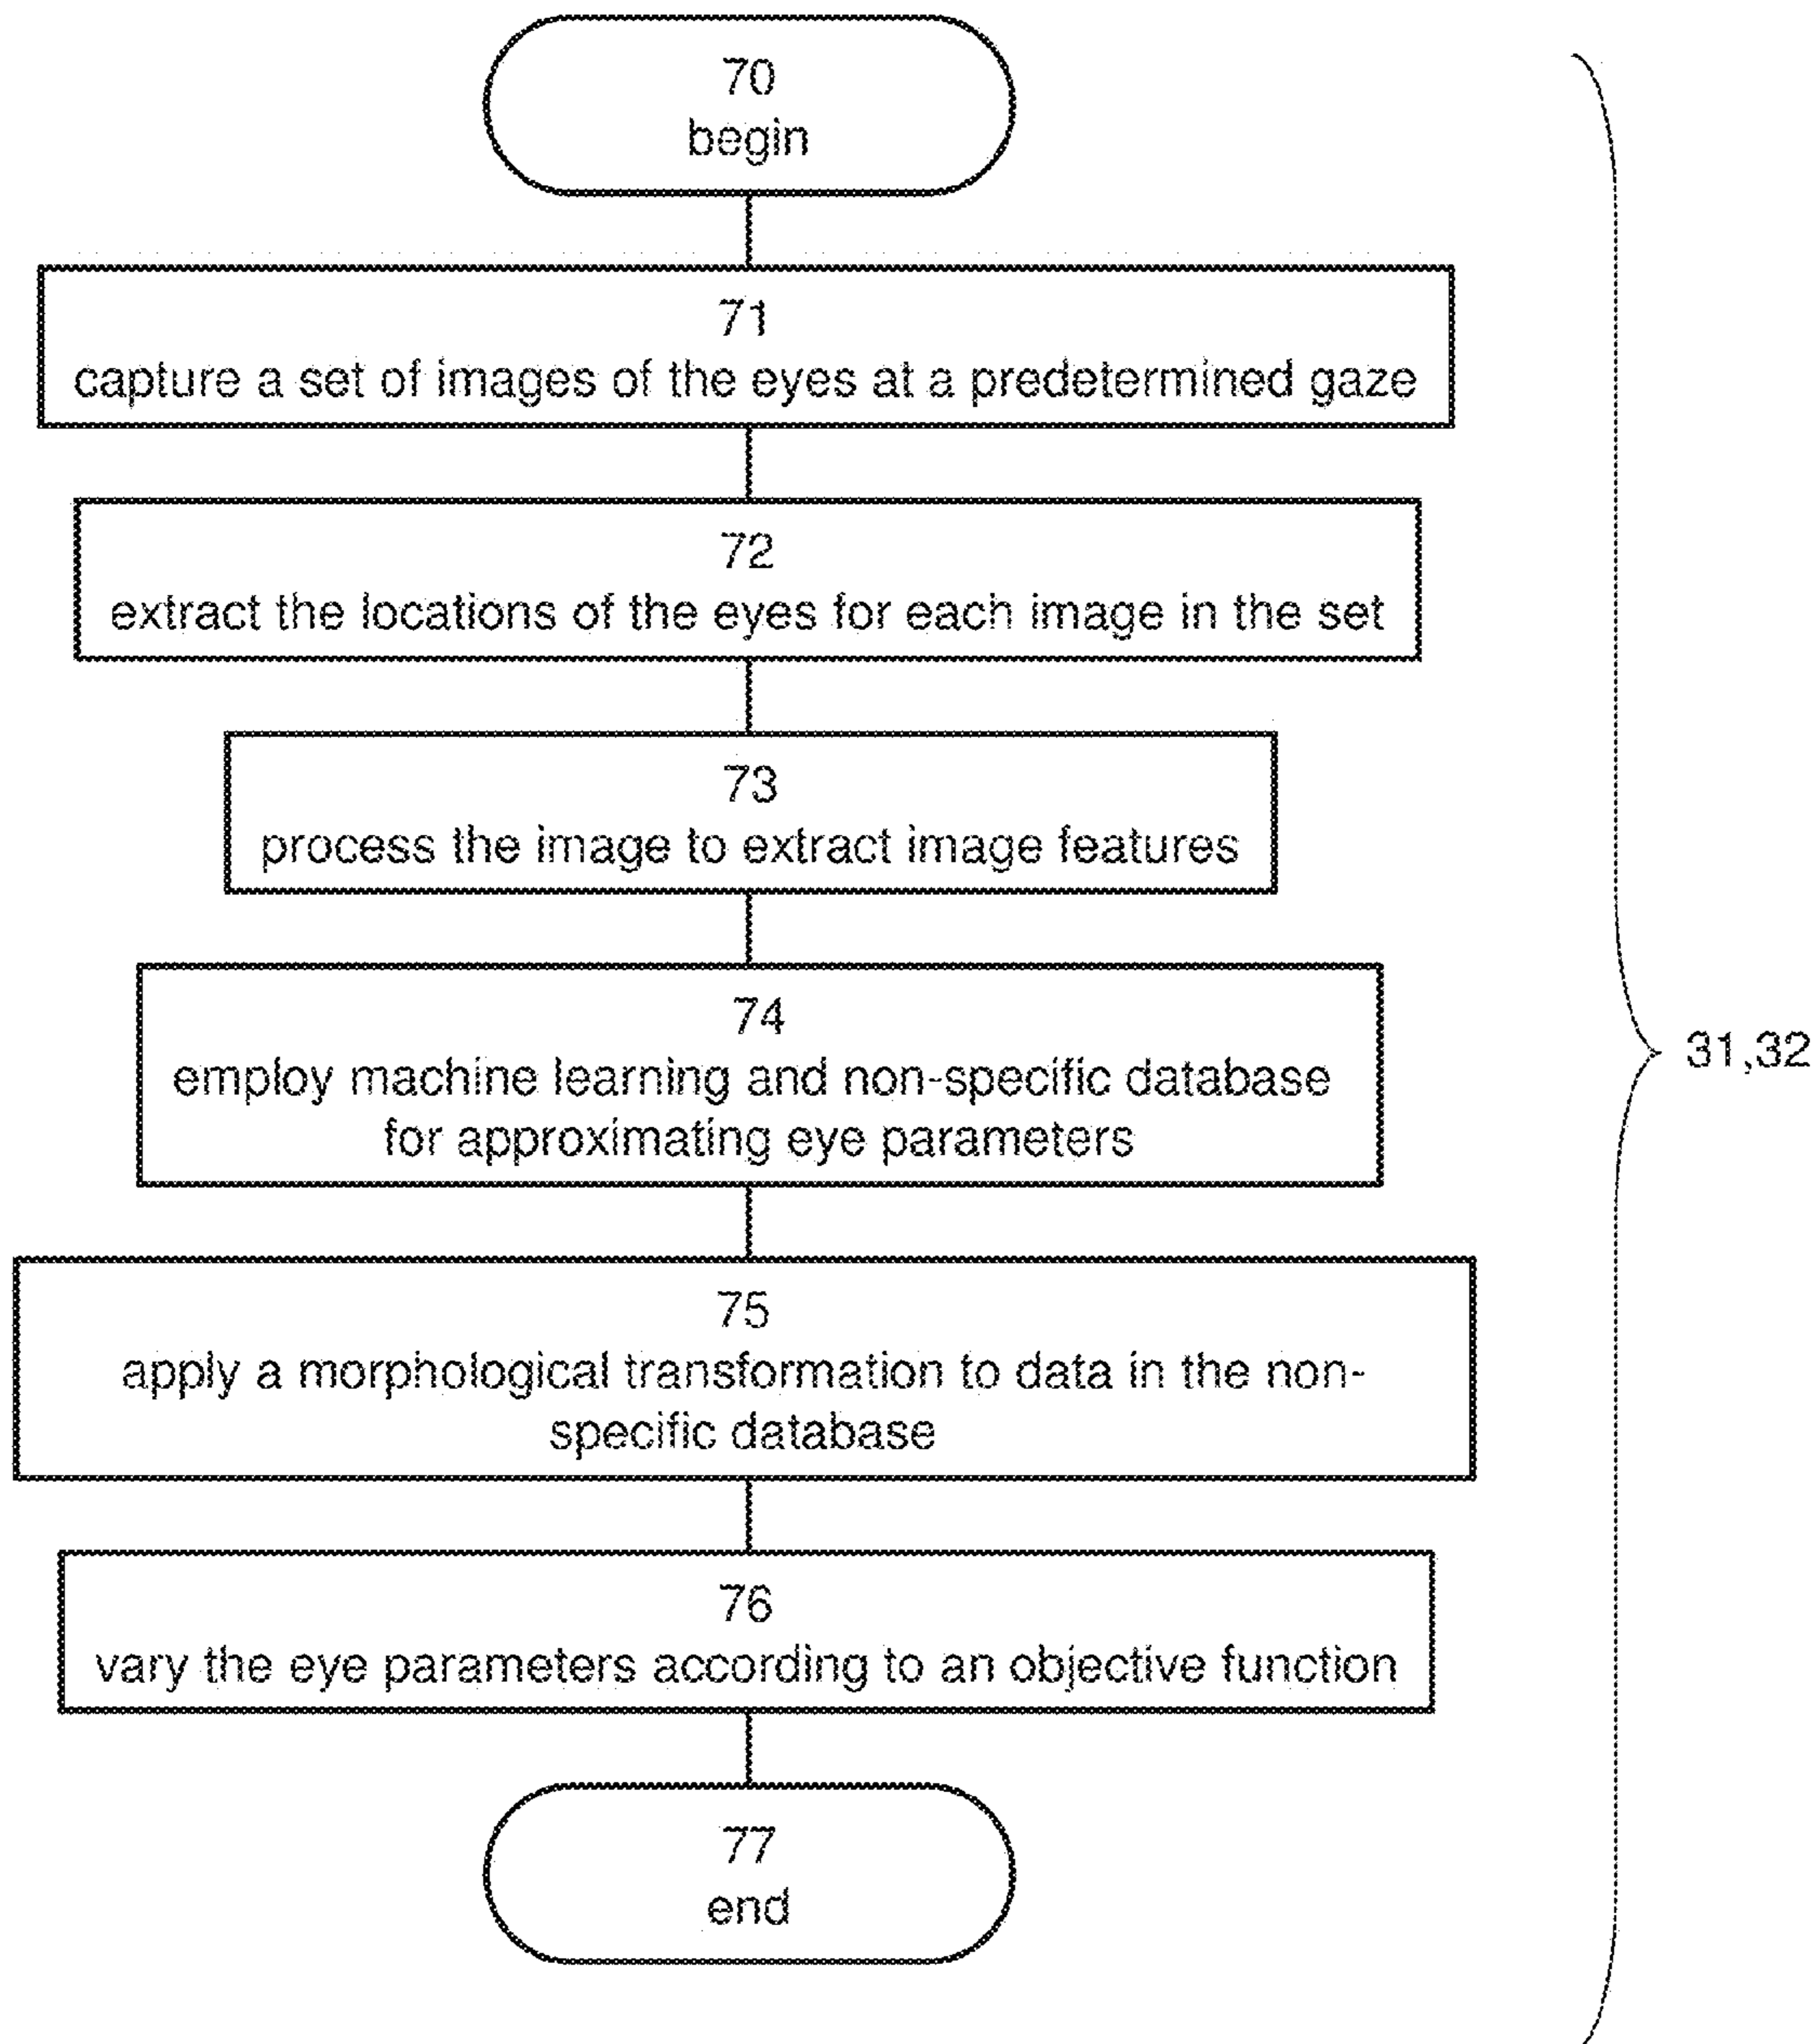 70
begin
71
capture a set of images of the eyes at a predetermined gaze
72
extract the locations of the eyes for each image in the set
73
process the image to extract image features
74
employ machine learning and non-specific database
for approximating eye parameters
75
apply a morphological transformation to data in the non-
specific database
76
vary the eye parameters according to an objective function
77
end
31,32